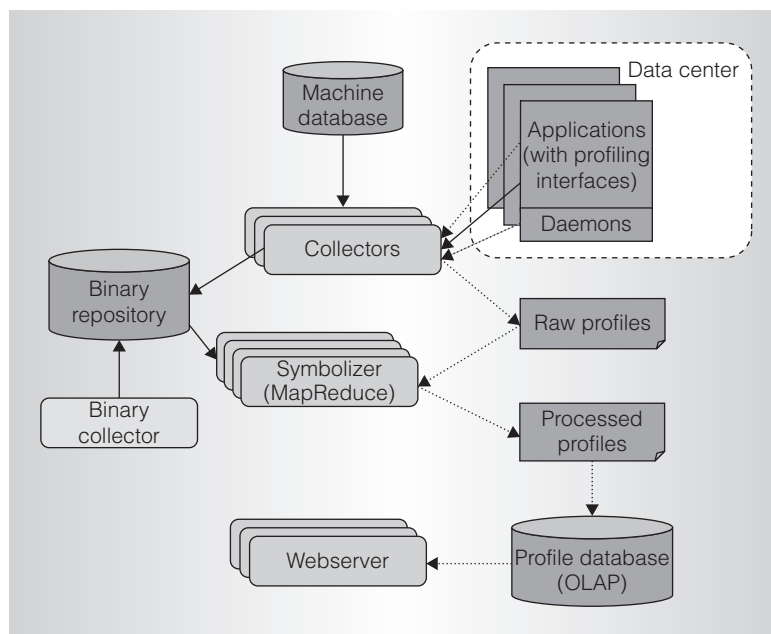 Data center
Machine
database
Applications
(with profiling
interfaces)
Daemons
Collectors
Binary
repository
Raw profiles
Symbolizer
(MapReduce)
Binary
collector
Processed
profiles
Webserver
Profile database
(OLAP)